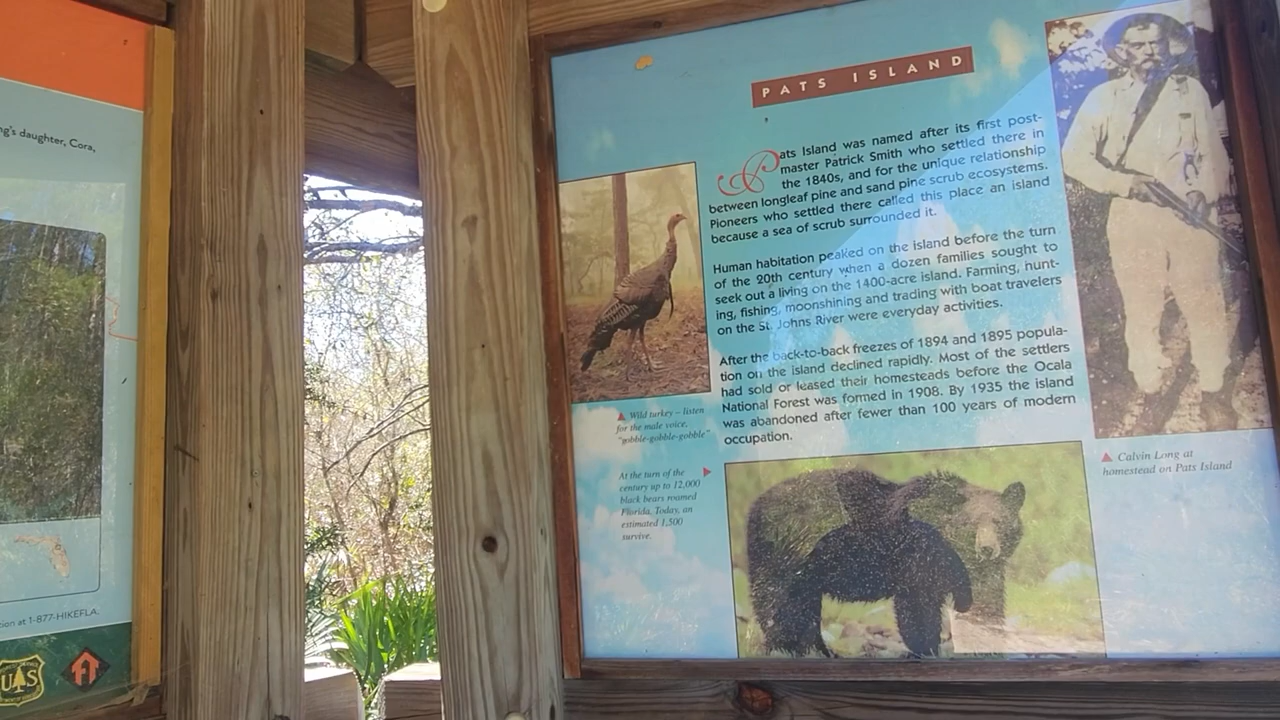 ng's daughter, Cora,
tion at 1-877-HIKEFLA.
UAS
PATS ISLAND
Pats Island was named after its first post-
master Patrick Smith who settled there in
the 1840s, and for the unique relationship
between longleaf pine and sand pine scrub ecosystems.
Pioneers who settled there called this place an island
because a sea of scrub surrounded it.
Human habitation peaked on the island before the turn
of the 20th century when a dozen families sought to
seek out a living on the 1400-acre island. Farming, hunt-
ing, fishing, moonshining and trading with boat travelers
on the St. Johns River were everyday activities.
After the back-to-back freezes of 1894 and 1895 popula-
tion on the island declined rapidly. Most of the settlers
had sold or leased their homesteads before the Ocala
National Forest was formed in 1908. By 1935 the island
was abandoned after fewer than 100 years of modern
occupation.
Wild turkey – listen
for the male voice,
"gobble-gobble-gobble"
At the turn of the
century up to 12,000
black bears roamed
Florida. Today, an
estimated 1,500
survive.
Calvin Long at
homestead on Pats Island